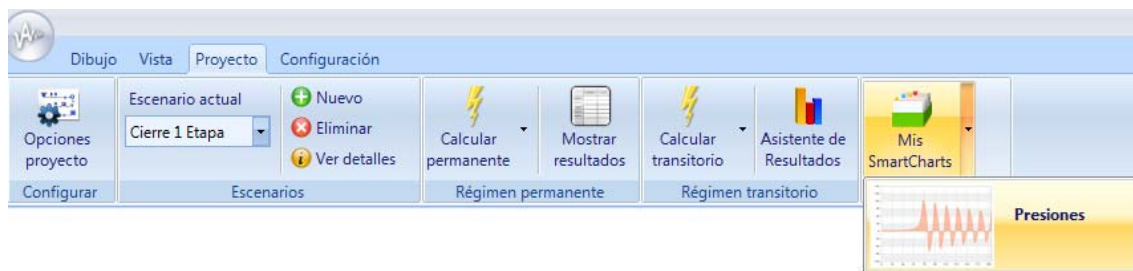 Dibujo Vista Proyecto Configuración
Escenario actual
Cierre 1 Etapa
Nuevo
Eliminar
Ver detalles
Opciones
proyecto
Calcular
permanente
Mostrar
resultados
Calcular
transitorio
Asistente de
Resultados
Mis
SmartCharts
Configurar
Escenarios
Régimen permanente
Régimen transitorio
Presiones